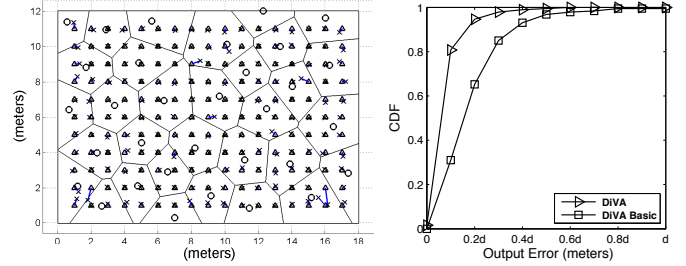 12
10
8
6
4
2
0
(meters)
0 2 4 6 8 10 12 14 16 18
(meters)
1
0.8
0.6
0.4
0.2
0
CDF
0 0.2d 0.4d 0.6d 0.8d d
Output Error (meters)
DiVA
DiVA Basic